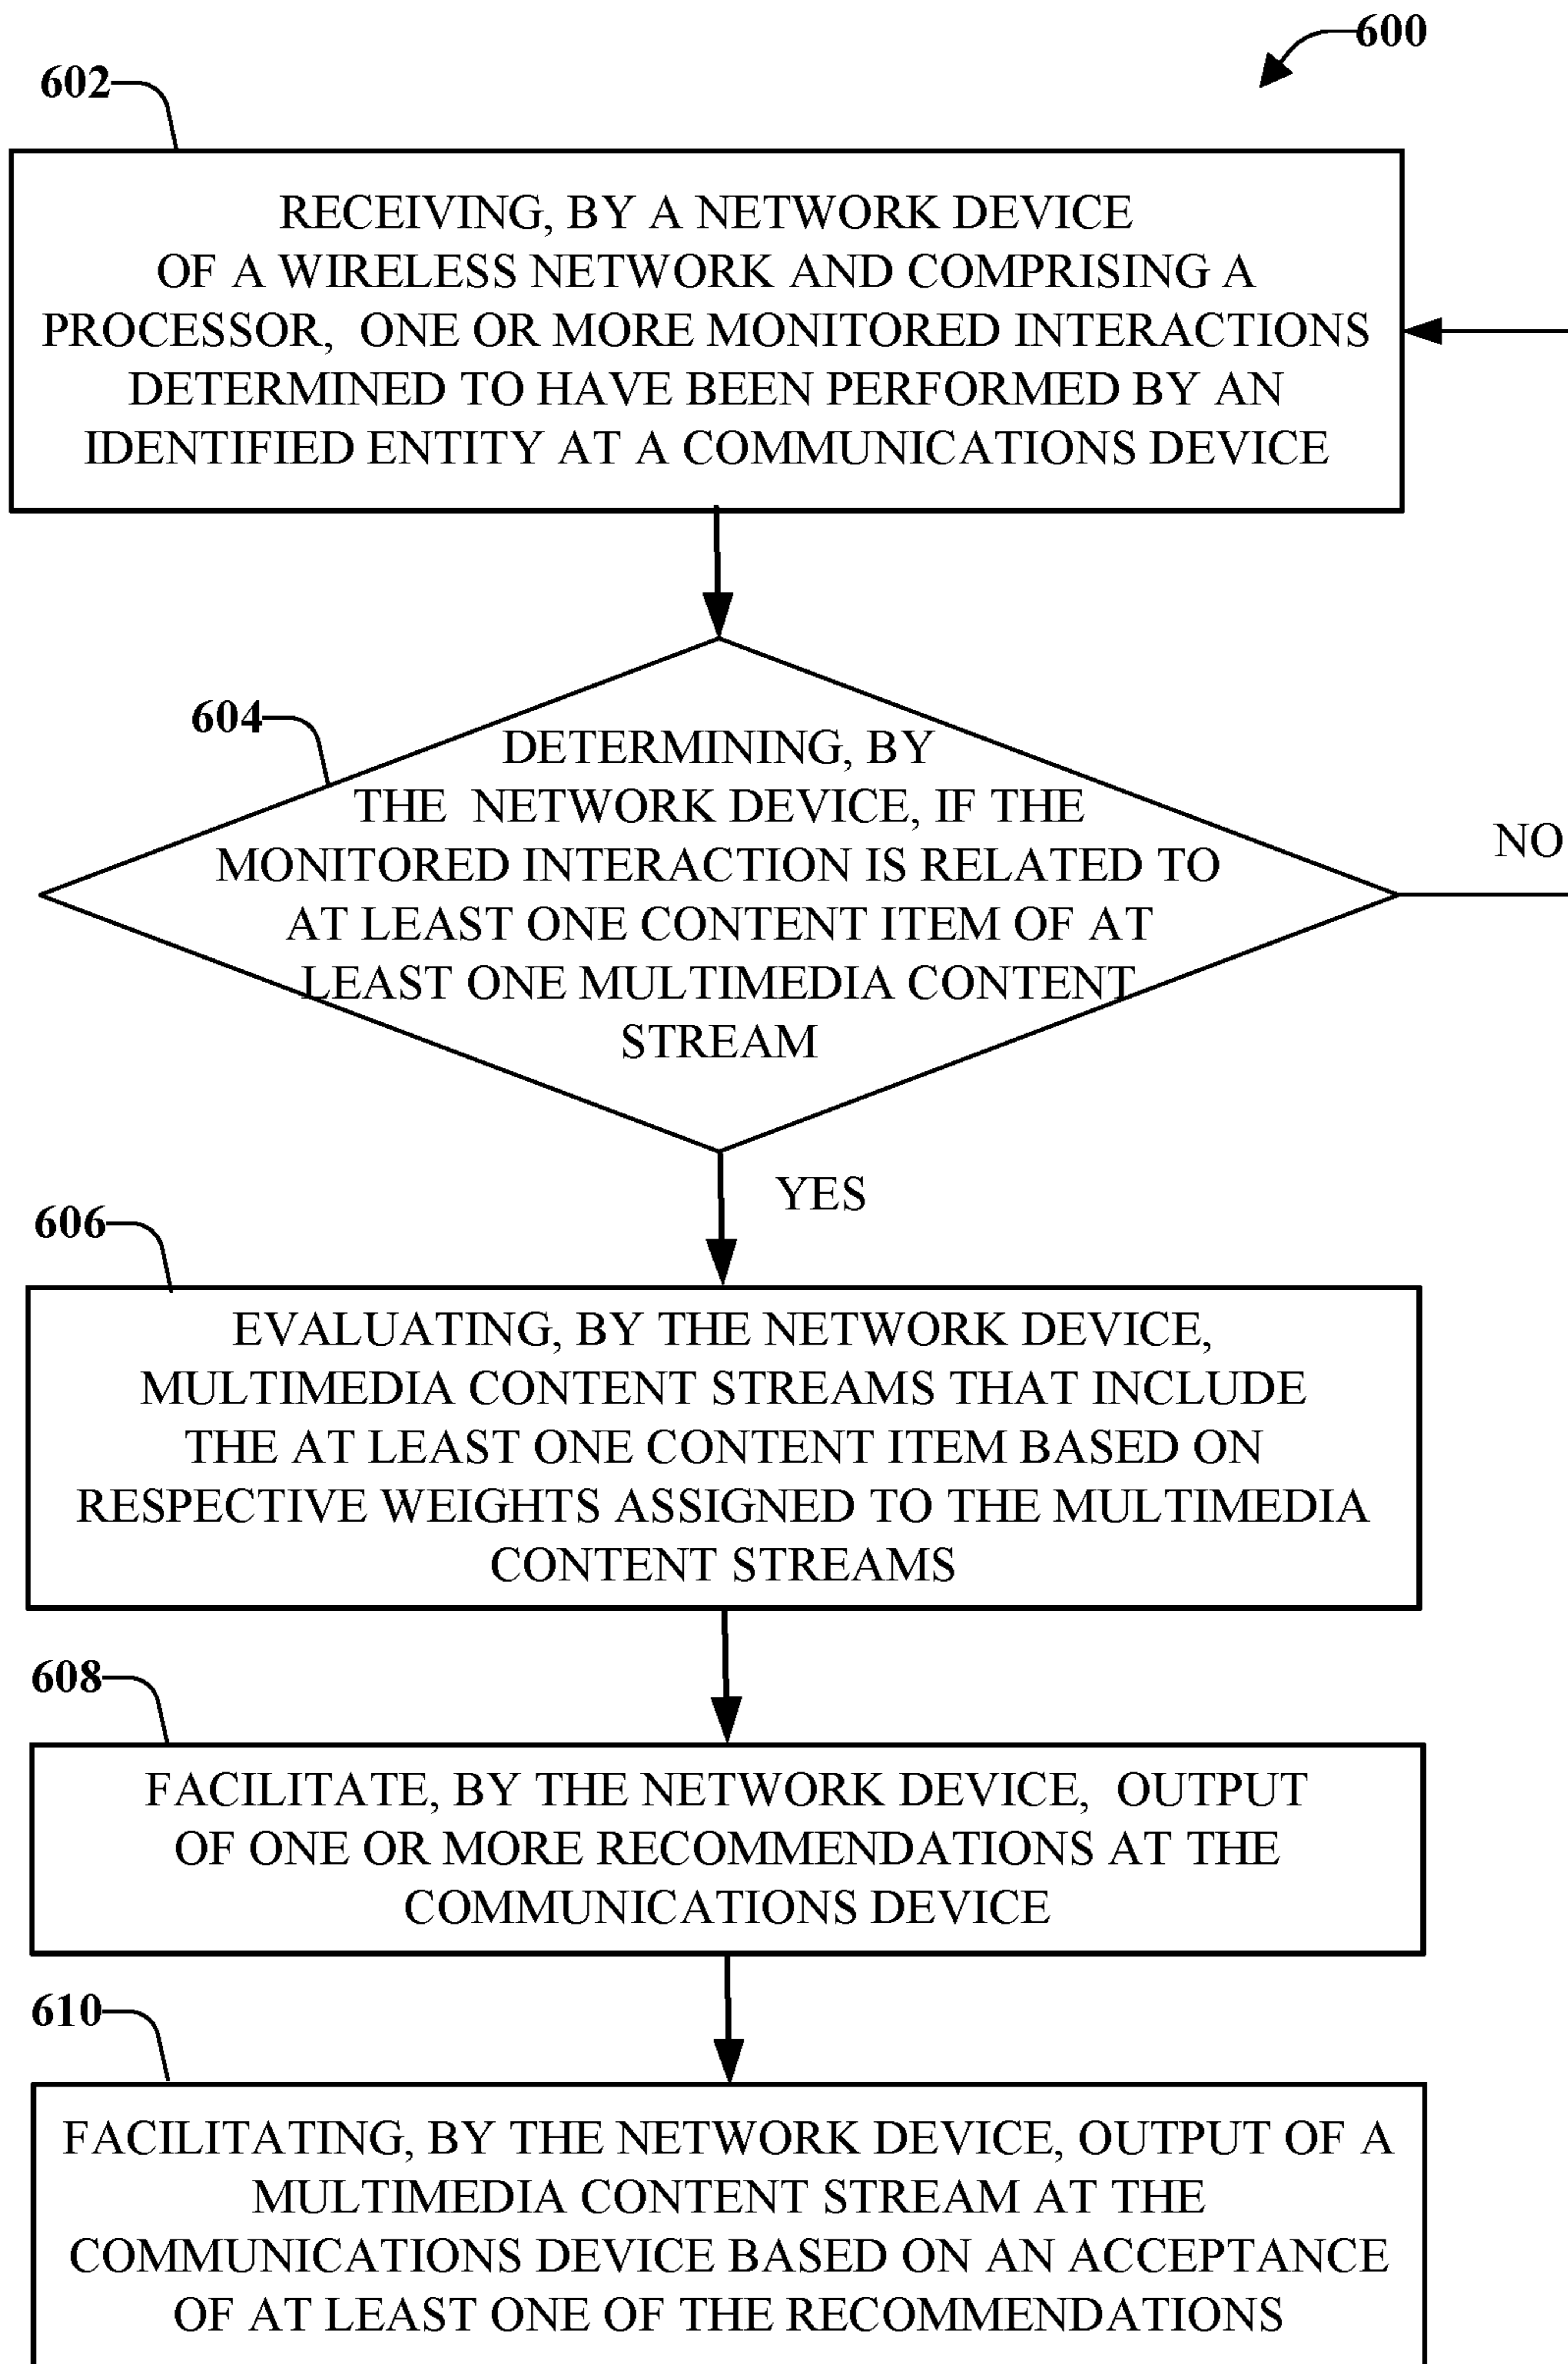 600
602
RECEIVING, BY A NETWORK DEVICE
OF A WIRELESS NETWORK AND COMPRISING A
PROCESSOR, ONE OR MORE MONITORED INTERACTIONS
DETERMINED TO HAVE BEEN PERFORMED BY AN
IDENTIFIED ENTITY AT A COMMUNICATIONS DEVICE
604
DETERMINING, BY
THE NETWORK DEVICE, IF THE
MONITORED INTERACTION IS RELATED TO
AT LEAST ONE CONTENT ITEM OF AT
LEAST ONE MULTIMEDIA CONTENT
STREAM
NO
YES
606
EVALUATING, BY THE NETWORK DEVICE,
MULTIMEDIA CONTENT STREAMS THAT INCLUDE
THE AT LEAST ONE CONTENT ITEM BASED ON
RESPECTIVE WEIGHTS ASSIGNED TO THE MULTIMEDIA
CONTENT STREAMS
608
FACILITATE, BY THE NETWORK DEVICE, OUTPUT
OF ONE OR MORE RECOMMENDATIONS AT THE
COMMUNICATIONS DEVICE
610
FACILITATING, BY THE NETWORK DEVICE, OUTPUT OF A
MULTIMEDIA CONTENT STREAM AT THE
COMMUNICATIONS DEVICE BASED ON AN ACCEPTANCE
OF AT LEAST ONE OF THE RECOMMENDATIONS